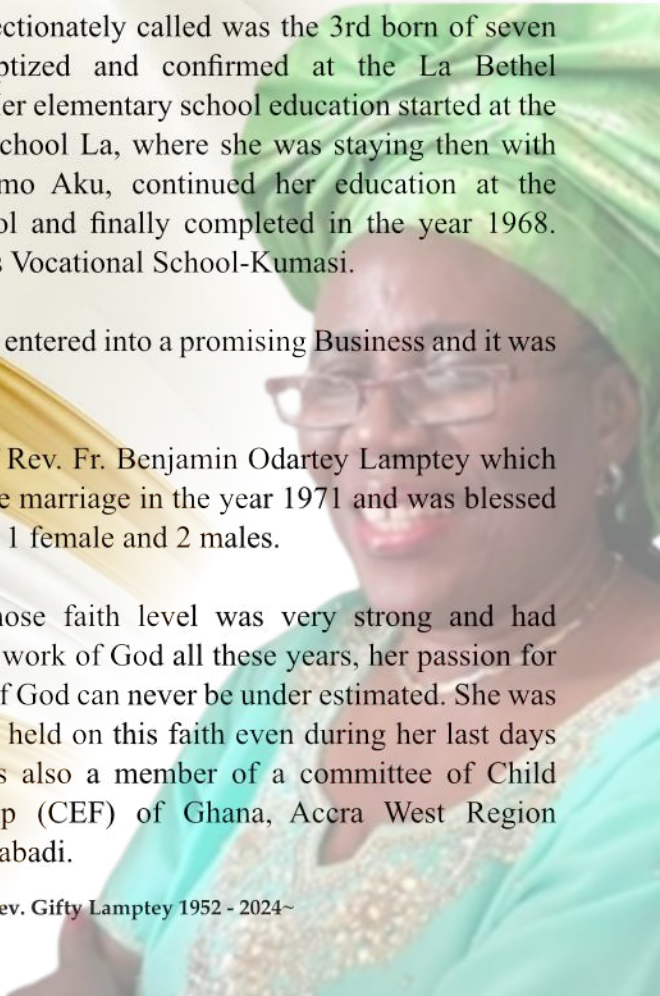 ectionately called was the 3rd born of seven
ptized and confirmed at the La Bethel
er elementary school education started at the
chool La, where she was staying then with
mo Aku, continued her education at the
ol and finally completed in the year 1968.
s Vocational School-Kumasi.
entered into a promising Business and it was
Rev. Fr. Benjamin Odartey Lamptey which
e marriage in the year 1971 and was blessed
1 female and 2 males.
hose faith level was very strong and had
work of God all these years, her passion for
f God can never be under estimated. She was
held on this faith even during her last days
s also a member of a committee of Child
p (CEF) of Ghana, Accra West Region
abadi.
ev. Gifty Lamptey 1952 - 2024~